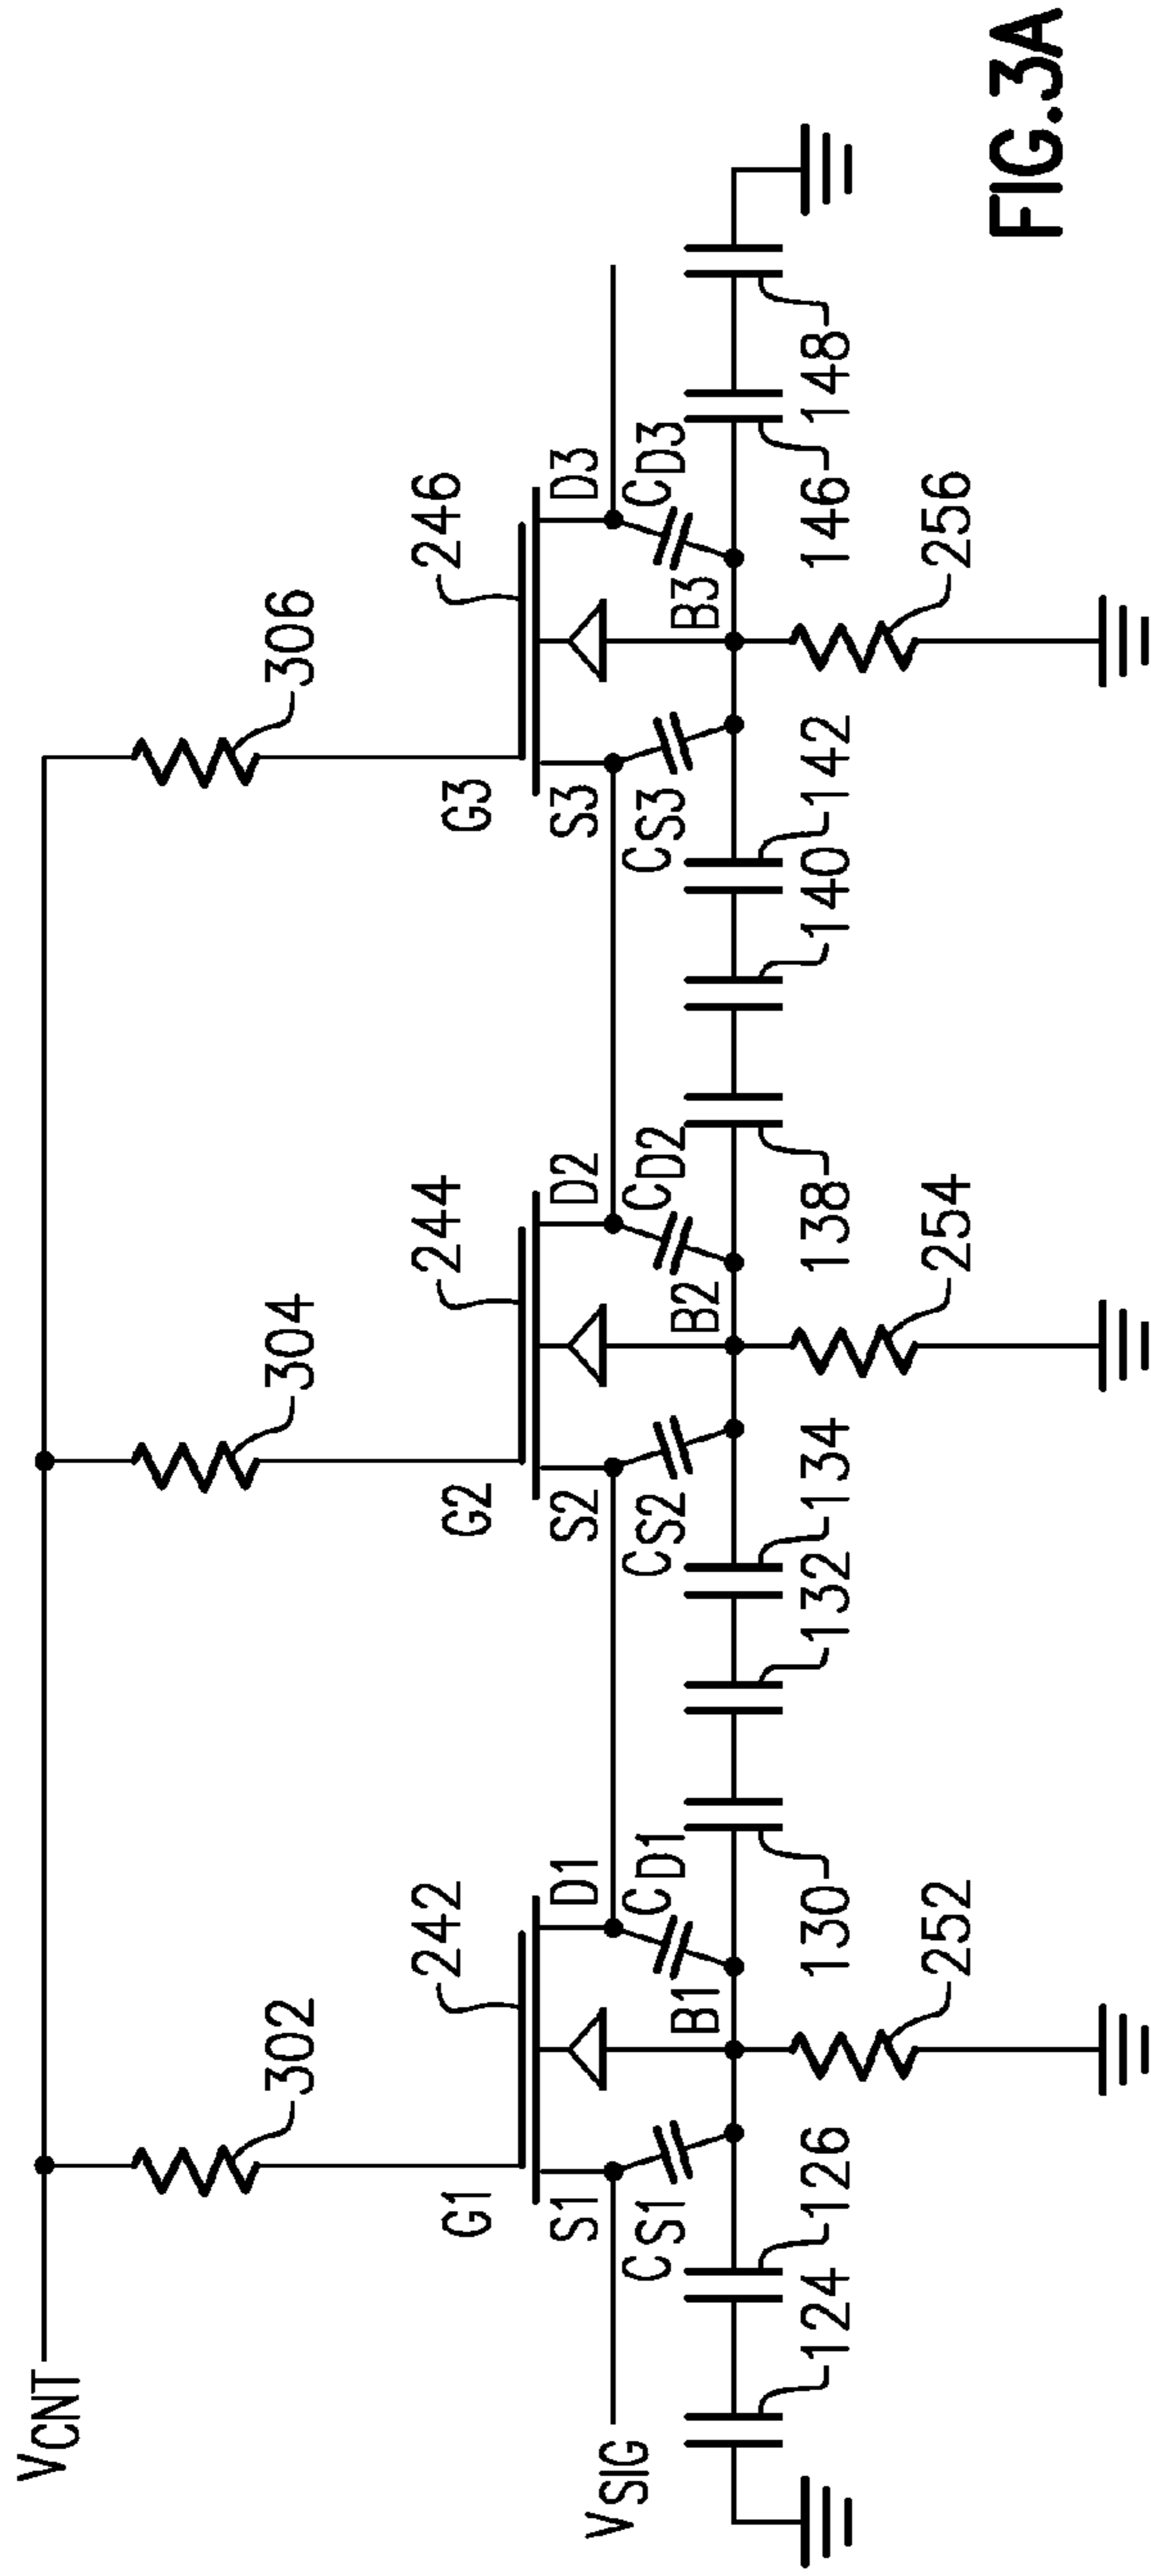 VCNT
302
304
306
G1
242
G2
244
G3
246
S1
D1
S2
D2
S3
D3
VSIG
CS1
CD1
CS2
CD2
CS3
CD3
B1
B2
B3
124
126
130
132
134
138
140
142
146
148
252
254
256
FIG.3A